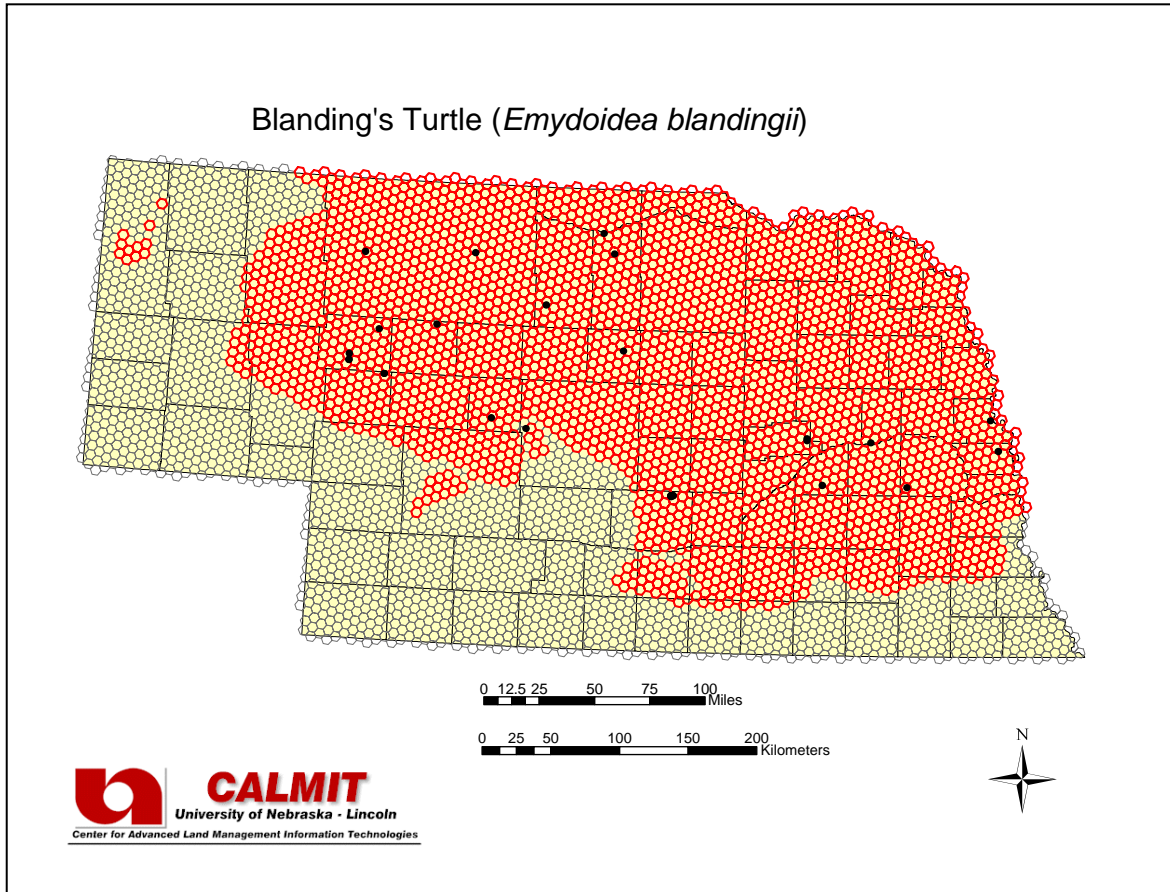 Blanding's Turtle (Emydoidea blandingii)
0 12.5 25 50 75 100
Miles
0 25 50 100 150 200
Kilometers
N
CALMIT
University of Nebraska - Lincoln
Center for Advanced Land Management Information Technologies